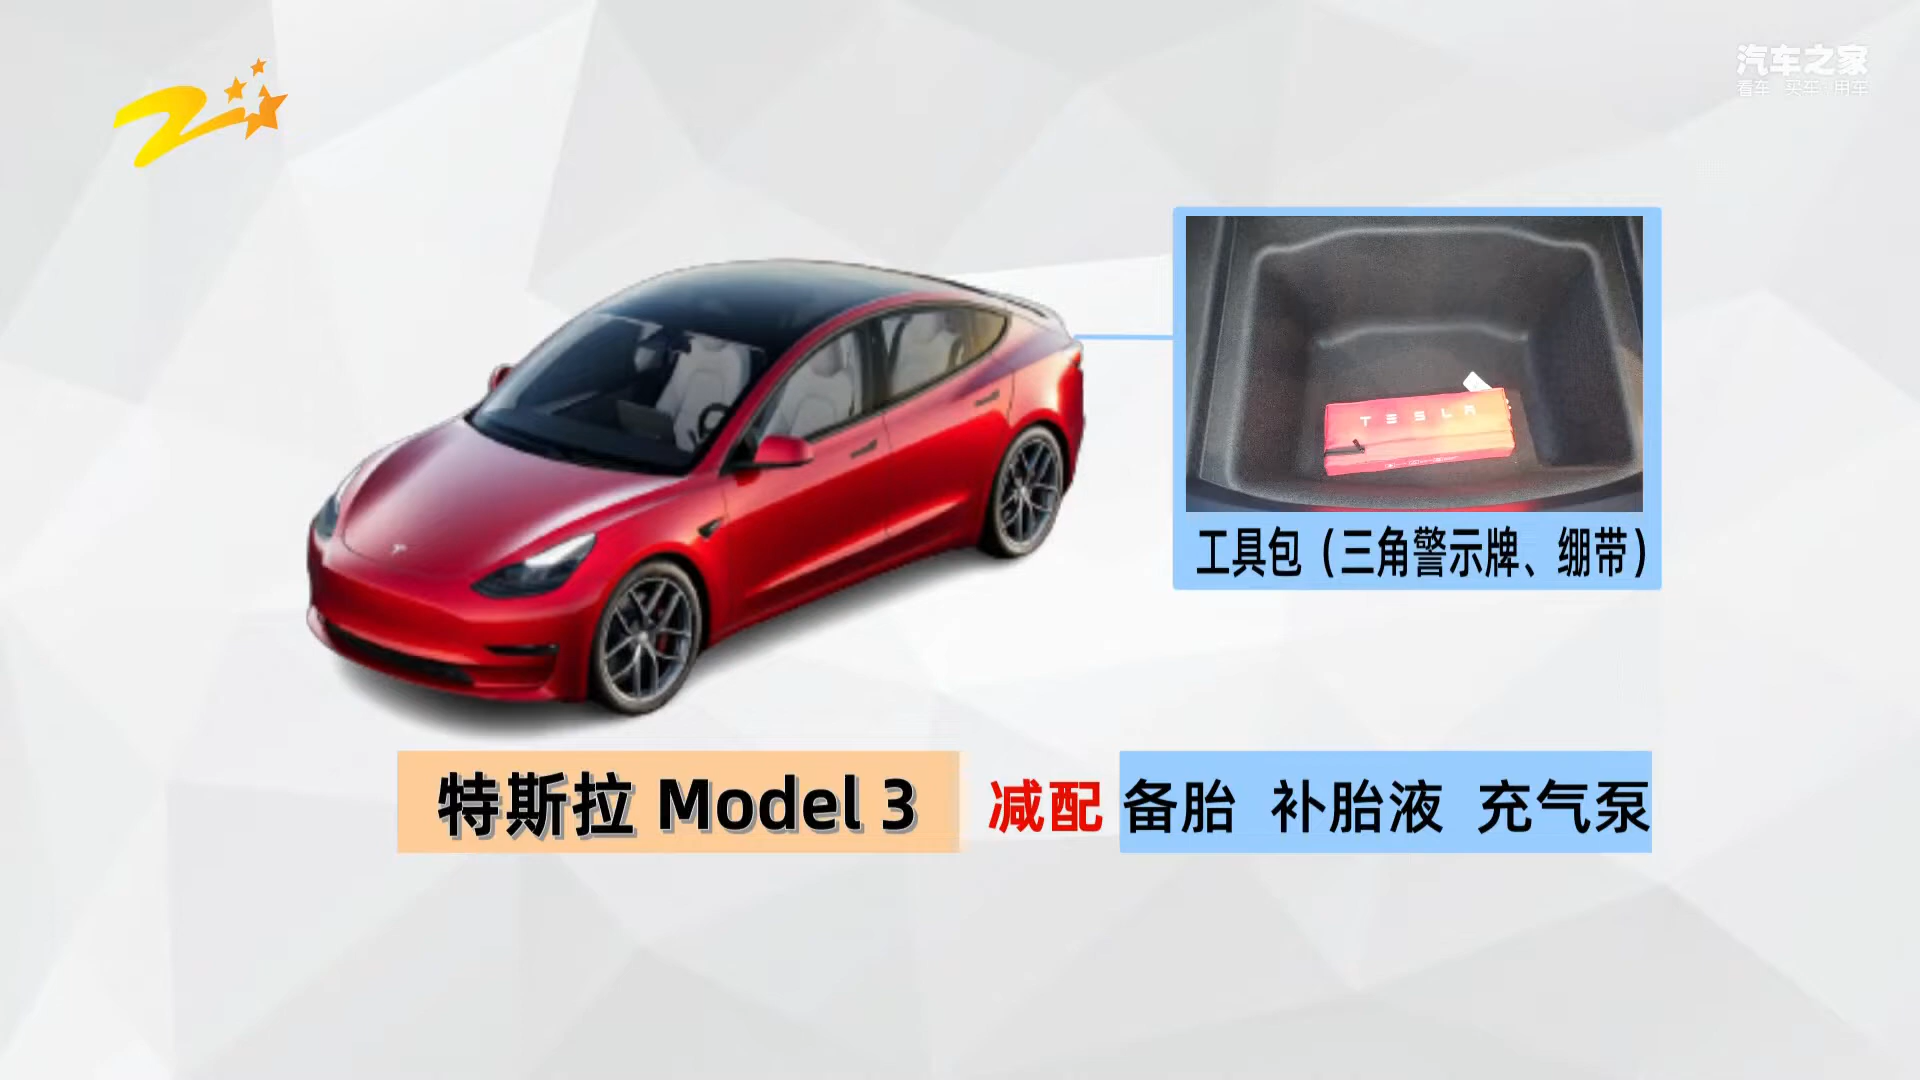 汽车之家
看车·买车·用车
TESLA
工具包（三角警示牌、绷带）
特斯拉 Model 3 减配 备胎 补胎液 充气泵